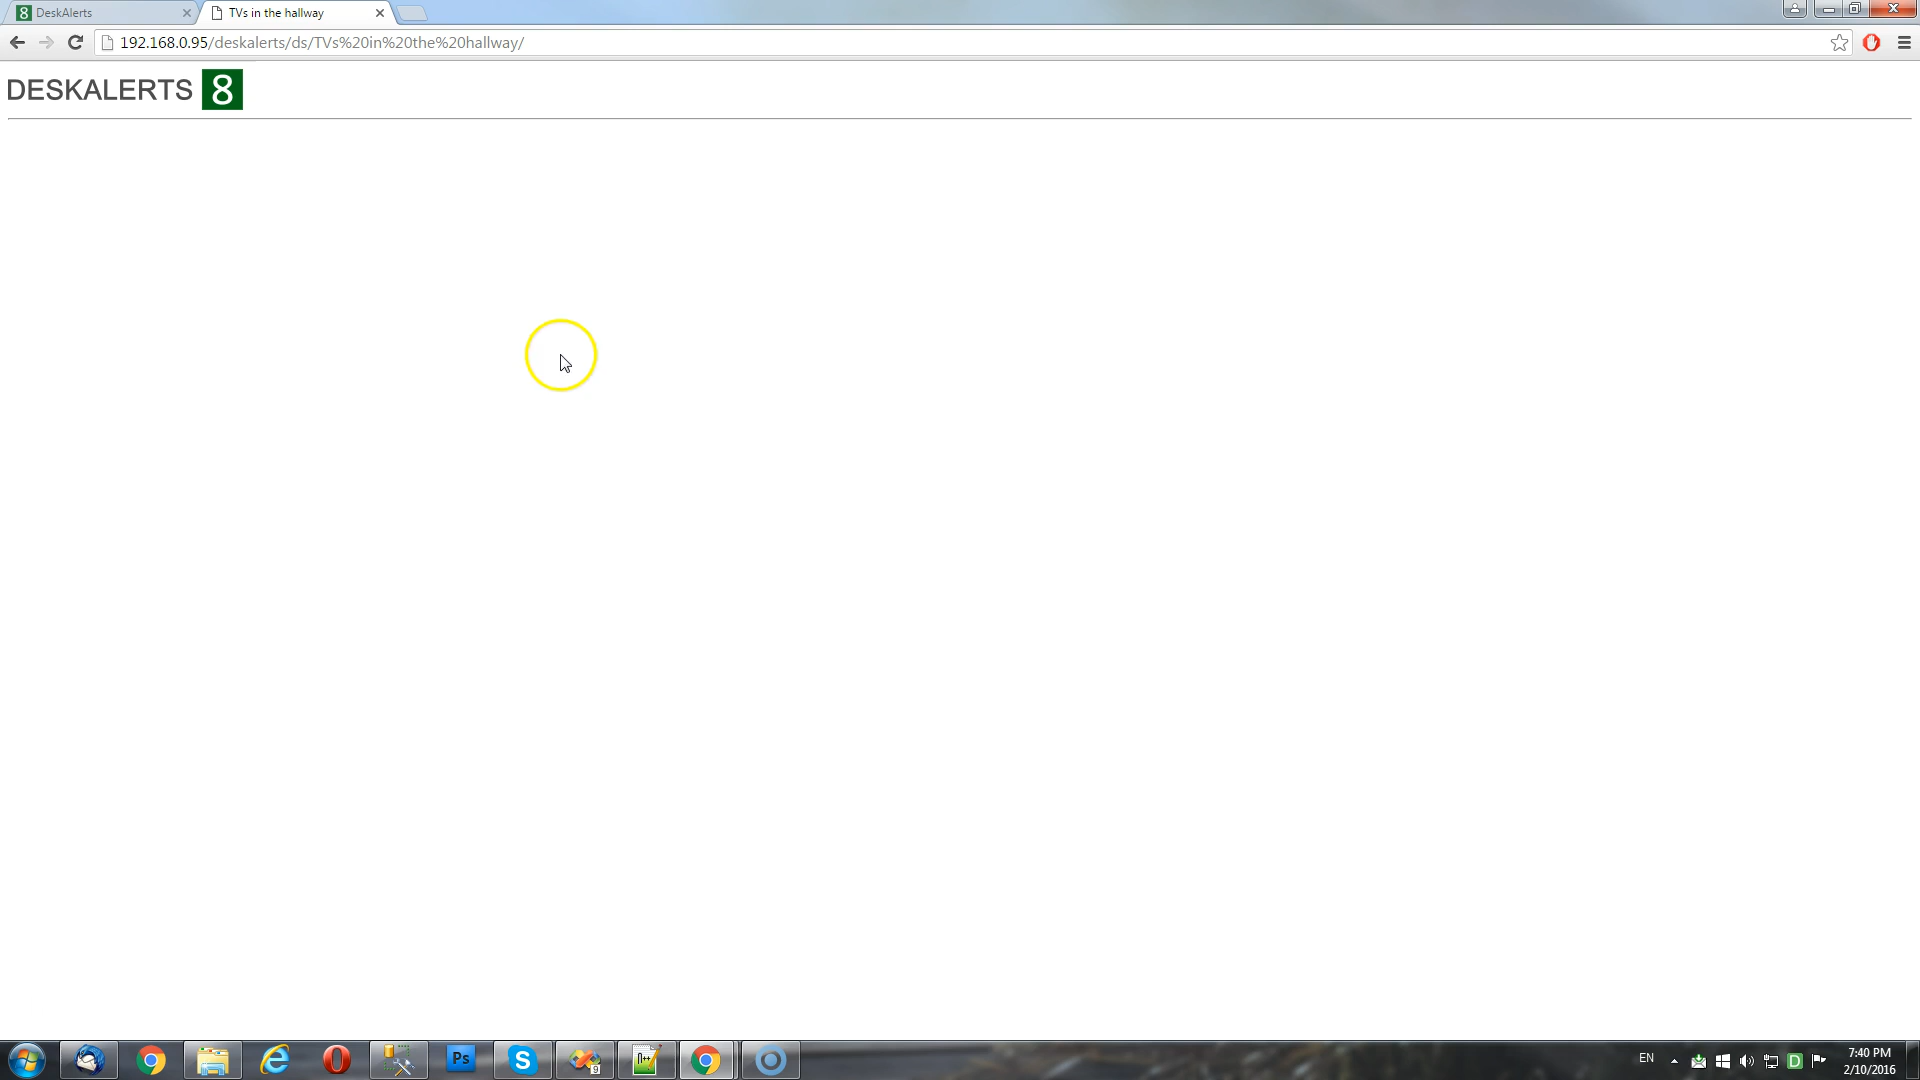 DeskAlerts
TVs in the hallway
192.168.0.95/deskalerts/ds/TVs%20in%20the%20hallway/
DESKALERTS 8
Ps
EN
7:40 PM
2/10/2016